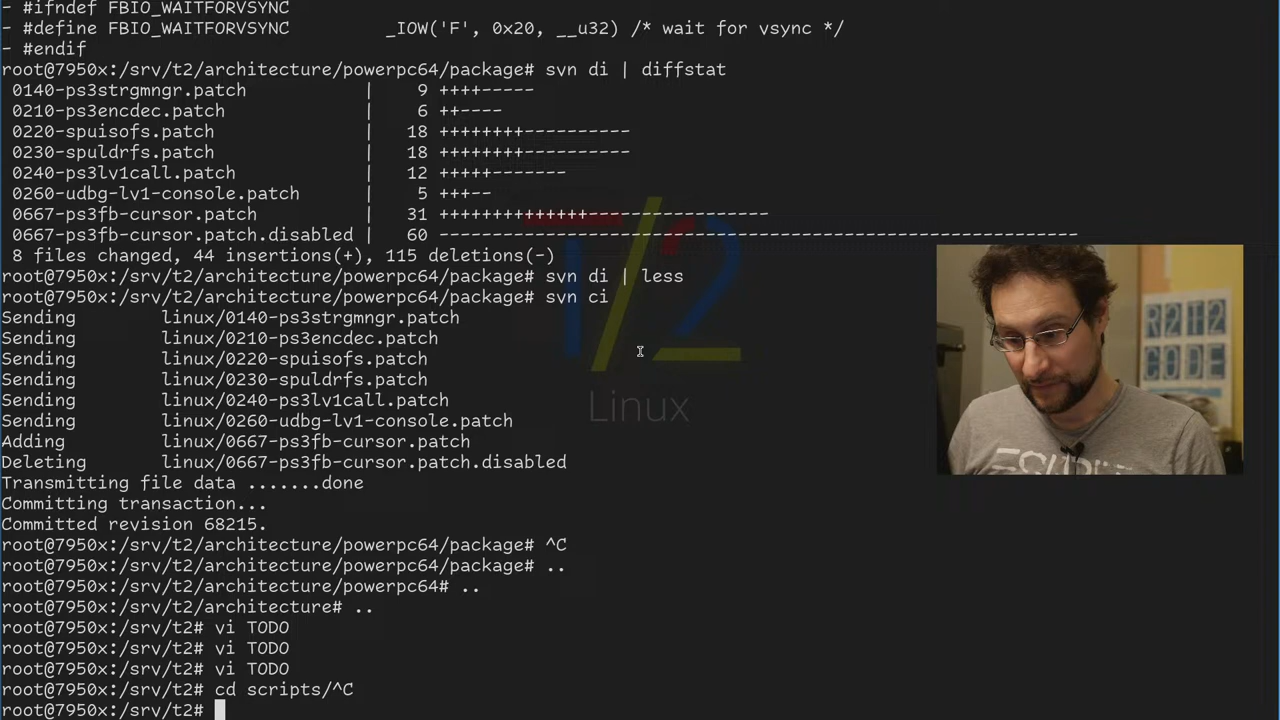 - #ifndef FBIO_WAITFORVSYNC
- #define FBIO_WAITFORVSYNC         _IOW('F', 0x20, __u32) /* wait for vsync */
- #endif
root@7950x:/srv/t2/architecture/powerpc64/package# svn di | diffstat
 0140-ps3strgmngr.patch           |    9 ++++-----
 0210-ps3encdec.patch             |    6 ++----
 0220-spuisofs.patch              |   18 ++++++++----------
 0230-spuldrfs.patch              |   18 ++++++++----------
 0240-ps3lv1call.patch            |   12 +++++-------
 0260-udbg-lv1-console.patch      |    5 +++--
 0667-ps3fb-cursor.patch          |   31 ++++++++++++++-----------------
 0667-ps3fb-cursor.patch.disabled |   60 ------------------------------------------------------------
 8 files changed, 44 insertions(+), 115 deletions(-)
root@7950x:/srv/t2/architecture/powerpc64/package# svn di | less
root@7950x:/srv/t2/architecture/powerpc64/package# svn ci
Sending        linux/0140-ps3strgmngr.patch
Sending        linux/0210-ps3encdec.patch
Sending        linux/0220-spuisofs.patch
Sending        linux/0230-spuldrfs.patch
Sending        linux/0240-ps3lv1call.patch
Sending        linux/0260-udbg-lv1-console.patch
Adding         linux/0667-ps3fb-cursor.patch
Deleting       linux/0667-ps3fb-cursor.patch.disabled
Transmitting file data .......done
Committing transaction...
Committed revision 68215.
root@7950x:/srv/t2/architecture/powerpc64/package# ^C
root@7950x:/srv/t2/architecture/powerpc64/package# ..
root@7950x:/srv/t2/architecture/powerpc64# ..
root@7950x:/srv/t2/architecture# ..
root@7950x:/srv/t2# vi TODO
root@7950x:/srv/t2# vi TODO
root@7950x:/srv/t2# vi TODO
root@7950x:/srv/t2# cd scripts/^C
root@7950x:/srv/t2#
T/2
Linux
CODE